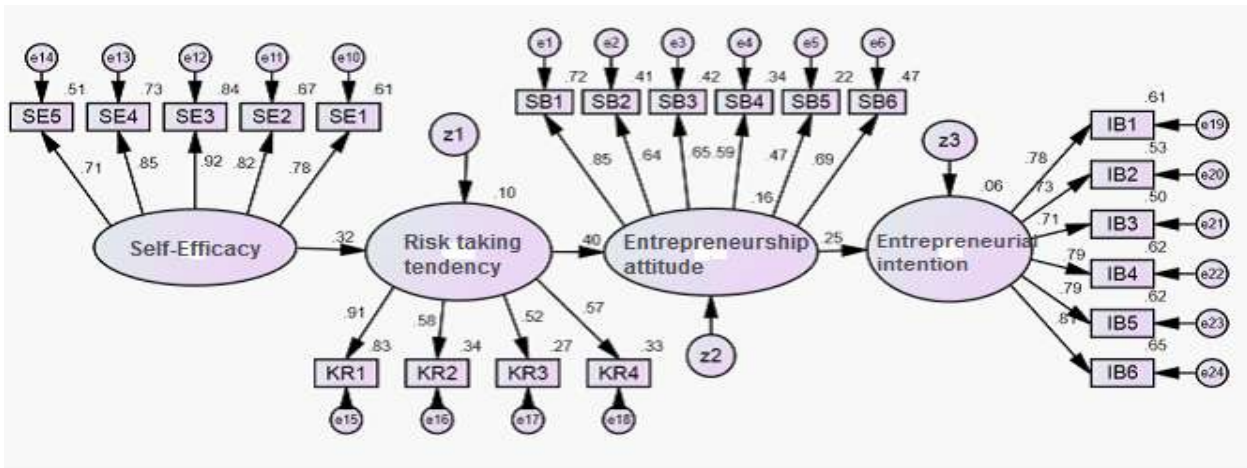 e14 e13 e12 e11 e10
.51 .73 .84 .67 .61
SE5 SE4 SE3 SE2 SE1
.71 .85 .92 .82 .78
Self-Efficacy
.32
z1
.10
Risk taking
tendency
.91 .58 .52 .57
.83 .34 .27 .33
KR1 KR2 KR3 KR4
e15 e16 e17 e18
.40
e1 e2 e3 e4 e5 e6
.72 .41 .42 .34 .22 .47
SB1 SB2 SB3 SB4 SB5 SB6
.85 .64 .65 .59 .47 .69
.16
Entrepreneurship
attitude
z2
.25
z3
.06
Entrepreneurial
intention
.78 .73 .71 .79 .79 .81
.61
IB1 e19
.53
IB2 e20
.50
IB3 e21
.62
IB4 e22
.62
IB5 e23
.65
IB6 e24